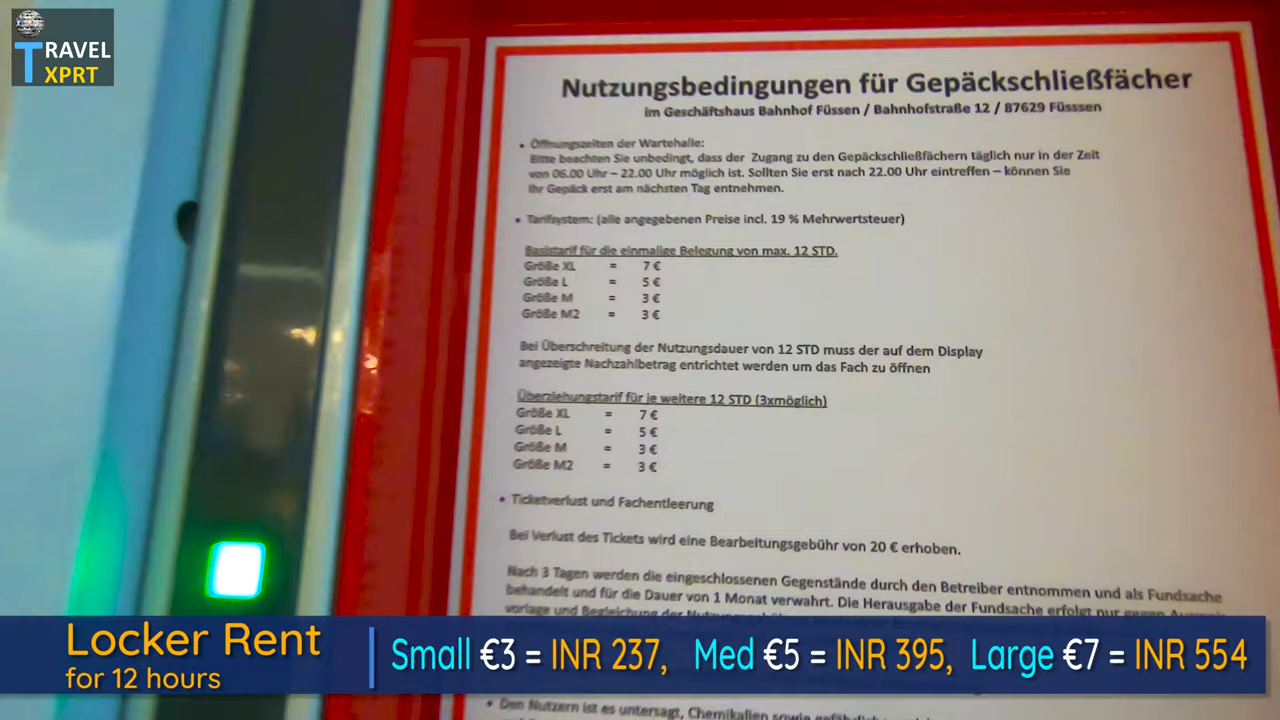 TRAVEL
XPRT
Nutzungsbedingungen für Gepäckschließfächer
im Geschäftshaus Bahnhof Füssen / Bahnhofstraße 12 / 87629 Füsssen
• Öffnungszeiten der Wartehalle:
Bitte beachten Sie unbedingt, dass der Zugang zu den Gepäckschließfächern täglich nur in der Zeit
von 06.00 Uhr – 22.00 Uhr möglich ist. Sollten Sie erst nach 22.00 Uhr eintreffen – können Sie
Ihr Gepäck erst am nächsten Tag entnehmen.
• Tarifsystem: (alle angegebenen Preise incl. 19 % Mehrwertsteuer)
Basistarif für die einmalige Belegung von max. 12 STD.
Größe XL = 7 €
Größe L = 5 €
Größe M = 3 €
Größe M2 = 3 €
Bei Überschreitung der Nutzungsdauer von 12 STD muss der auf dem Display
angezeigte Nachzahlbetrag entrichtet werden um das Fach zu öffnen
Überziehungstarif für je weitere 12 STD (3xmöglich)
Größe XL = 7 €
Größe L = 5 €
Größe M = 3 €
Größe M2 = 3 €
• Ticketverlust und Fachentleerung
Bei Verlust des Tickets wird eine Bearbeitungsgebühr von 20 € erhoben.
Nach 3 Tagen werden die eingeschlossenen Gegenstände durch den Betreiber entnommen und als Fundsache
behandelt und für die Dauer von 1 Monat verwahrt. Die Herausgabe der Fundsache erfolgt nur gegen
vorlage und Begleichung der
Locker Rent
for 12 hours
Small €3 = INR 237, Med €5 = INR 395, Large €7 = INR 554
• Den Nutzern ist es untersagt, Chemikalien sowie